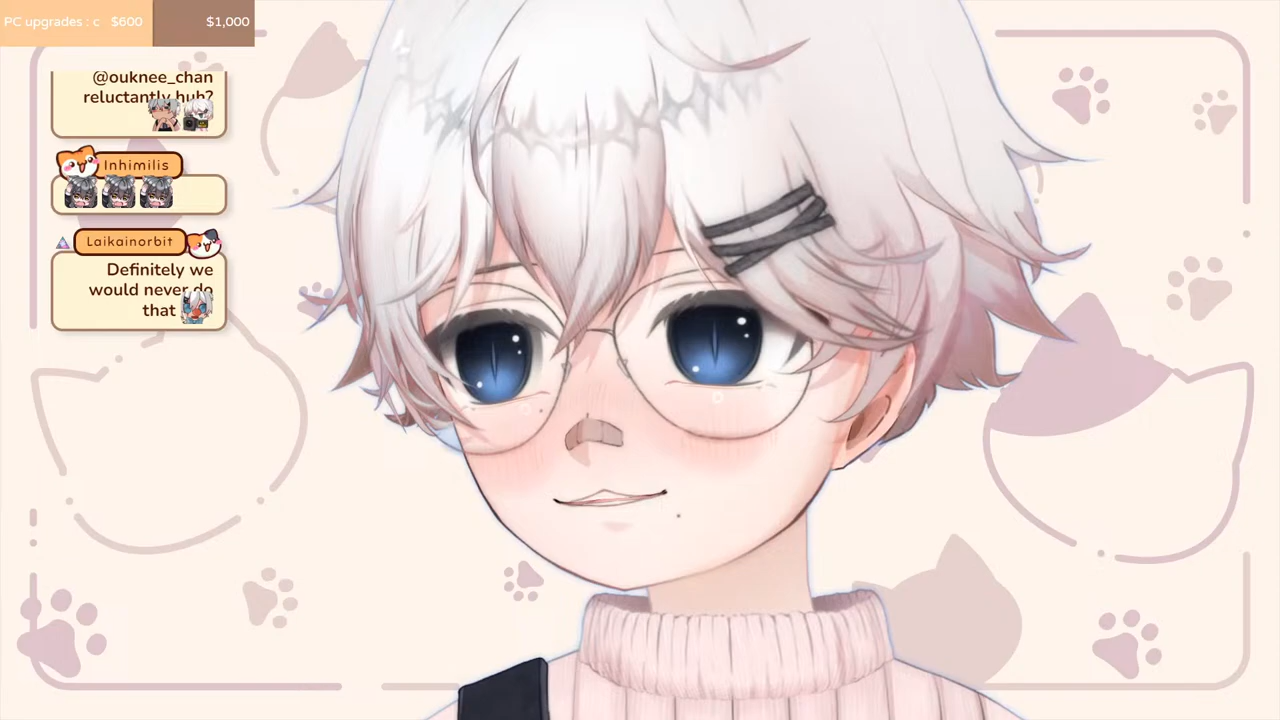 PC upgrades : c $600 $1,000
@ouknee_chan
reluctantly huh?
Inhimilis
Laikainorbit
Definitely we
would never do
that